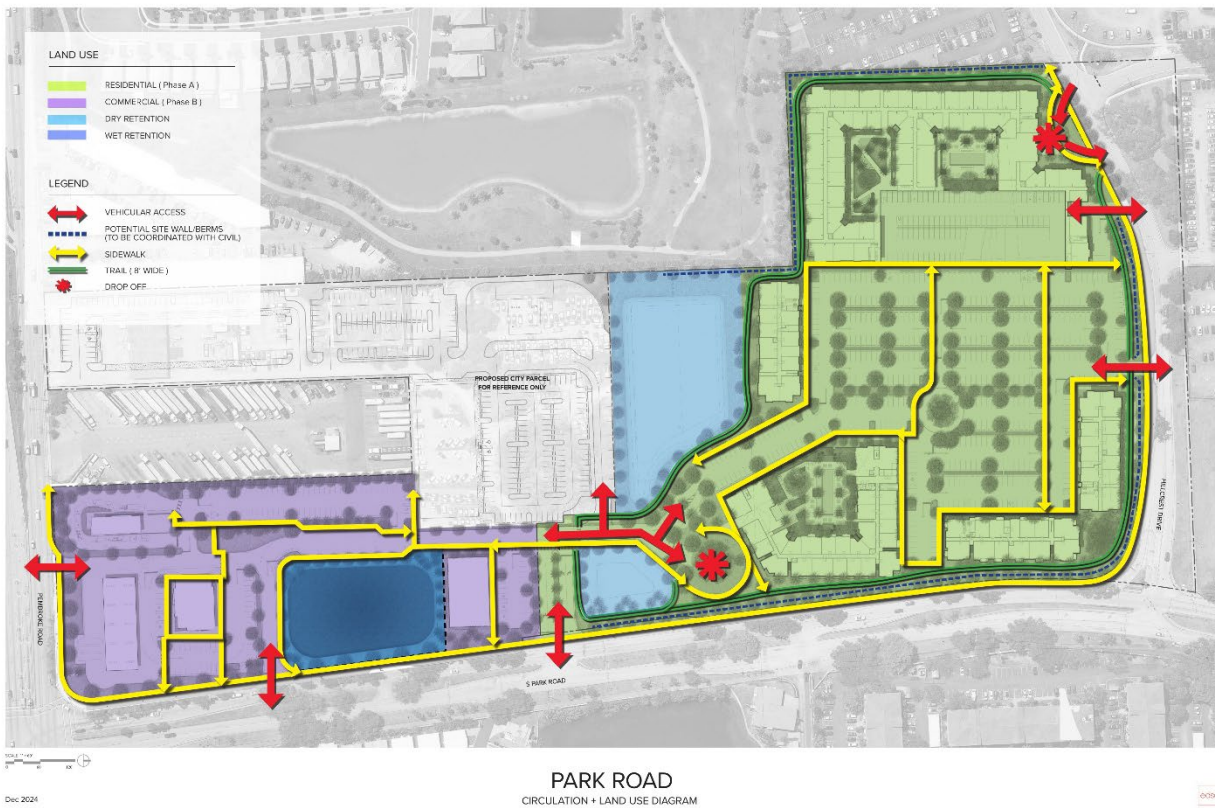 LAND USE
RESIDENTIAL ( Phase A )
COMMERCIAL ( Phase B )
DRY RETENTION
WET RETENTION
LEGEND
VEHICULAR ACCESS
POTENTIAL SITE WALL/BERMS
(TO BE COORDINATED WITH CIVIL)
SIDEWALK
TRAIL ( 8' WIDE )
DROP OFF
PROPOSED CITY PARCEL
FOR REFERENCE ONLY
HILLCREST DRIVE
PEMBROKE ROAD
S PARK ROAD
PARK ROAD
CIRCULATION + LAND USE DIAGRAM
Dec 2024